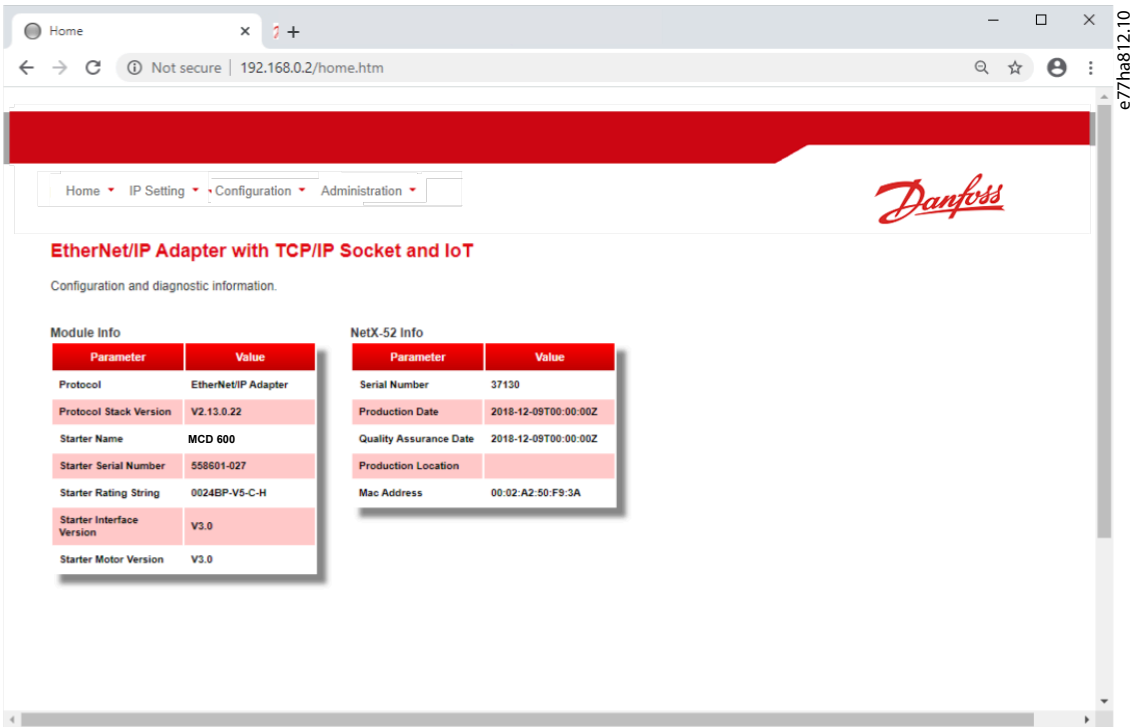 Home
Not secure | 192.168.0.2/home.htm
e77ha812.10
Home IP Setting Configuration Administration
Danfoss
EtherNet/IP Adapter with TCP/IP Socket and IoT
Configuration and diagnostic information.
Module Info
Parameter Value
Protocol EtherNet/IP Adapter
Protocol Stack Version V2.13.0.22
Starter Name MCD 600
Starter Serial Number 558601-027
Starter Rating String 0024BP-V5-C-H
Starter Interface
Version V3.0
Starter Motor Version V3.0
NetX-52 Info
Parameter Value
Serial Number 37130
Production Date 2018-12-09T00:00:00Z
Quality Assurance Date 2018-12-09T00:00:00Z
Production Location
Mac Address 00:02:A2:50:F9:3A